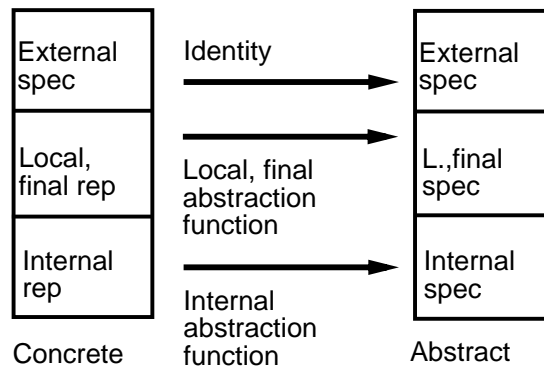 External
spec
Identity
External
spec
Local,
final rep
Local, final
abstraction
function
L.,final
spec
Internal
rep
Internal
abstraction
function
Internal
spec
Concrete
Abstract